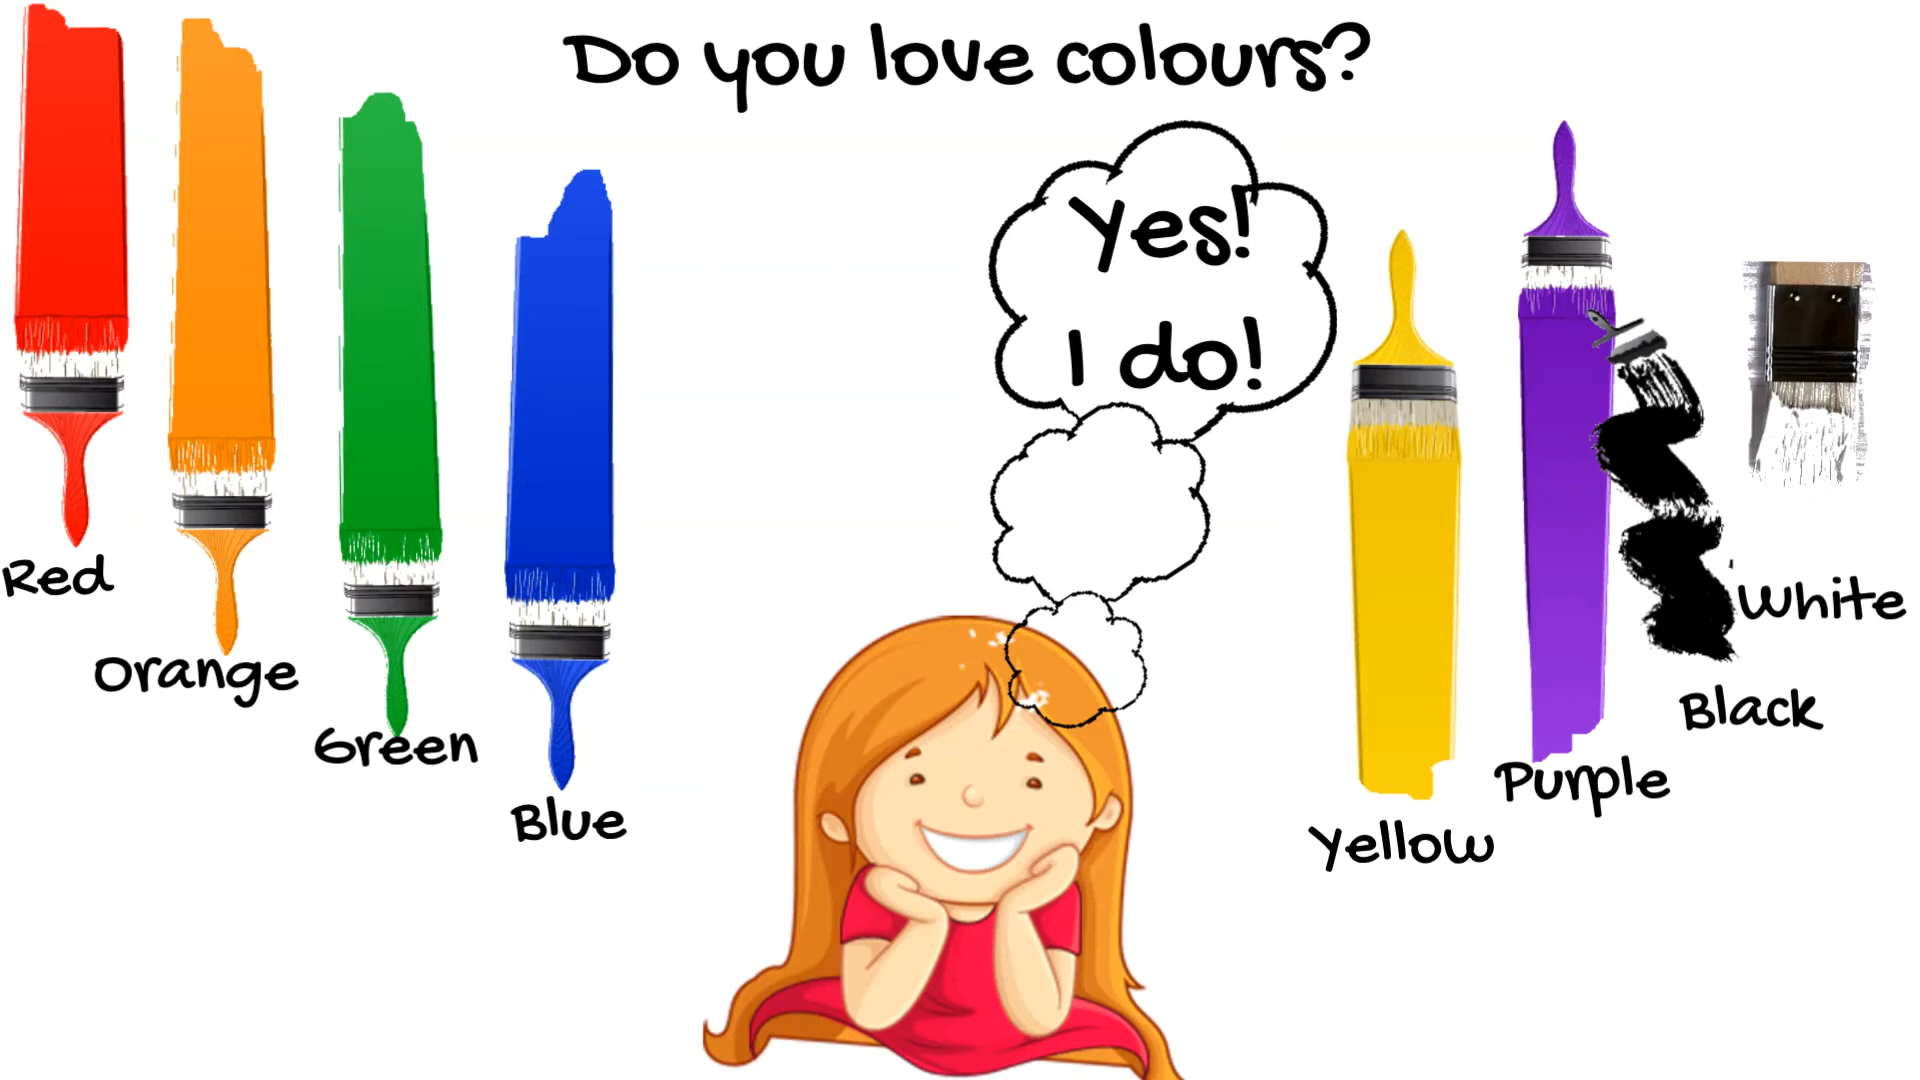 Do you love colours?
Yes!
I do!
Red
Orange
Green
Blue
Yellow
Purple
Black
White